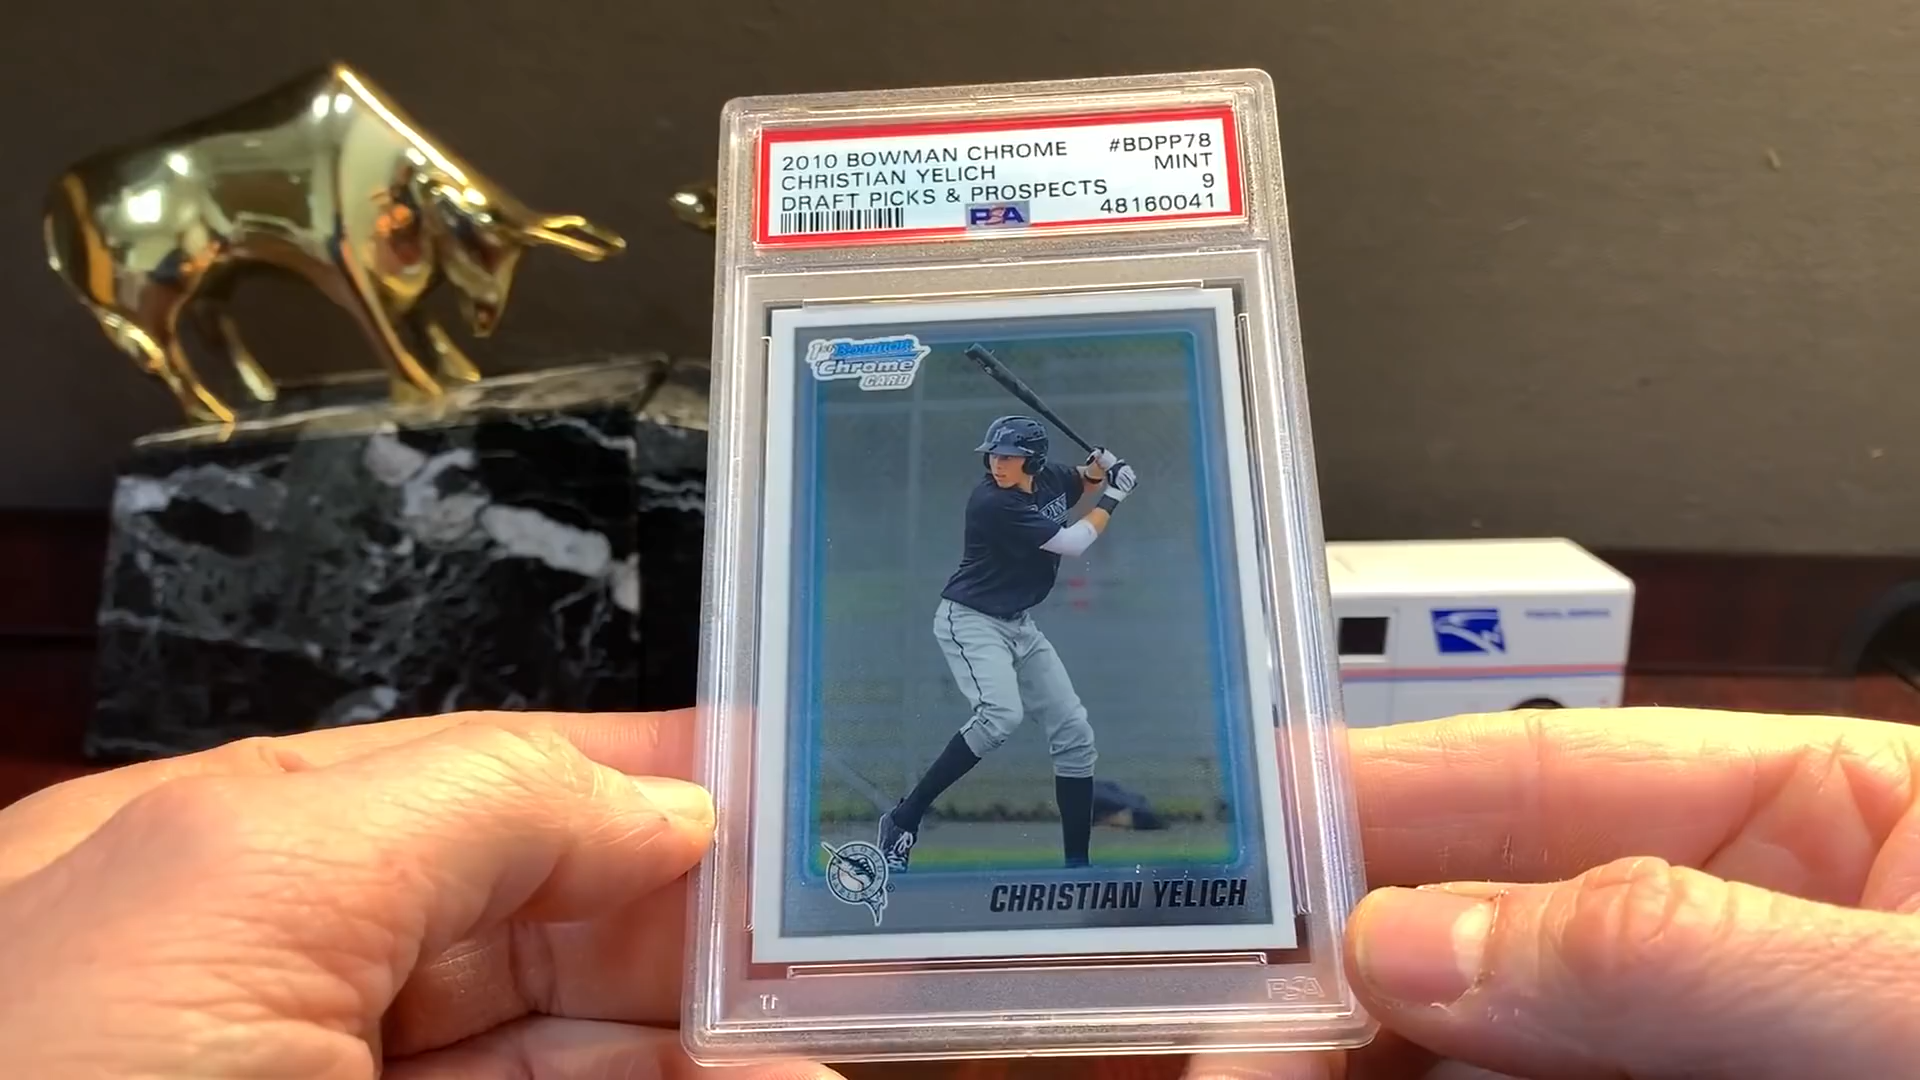 2010 BOWMAN CHROME #BDPP78
CHRISTIAN YELICH MINT
DRAFT PICKS & PROSPECTS 9
PSA 48160041
1st Bowman
Chrome
CARD
CHRISTIAN YELICH
PSA